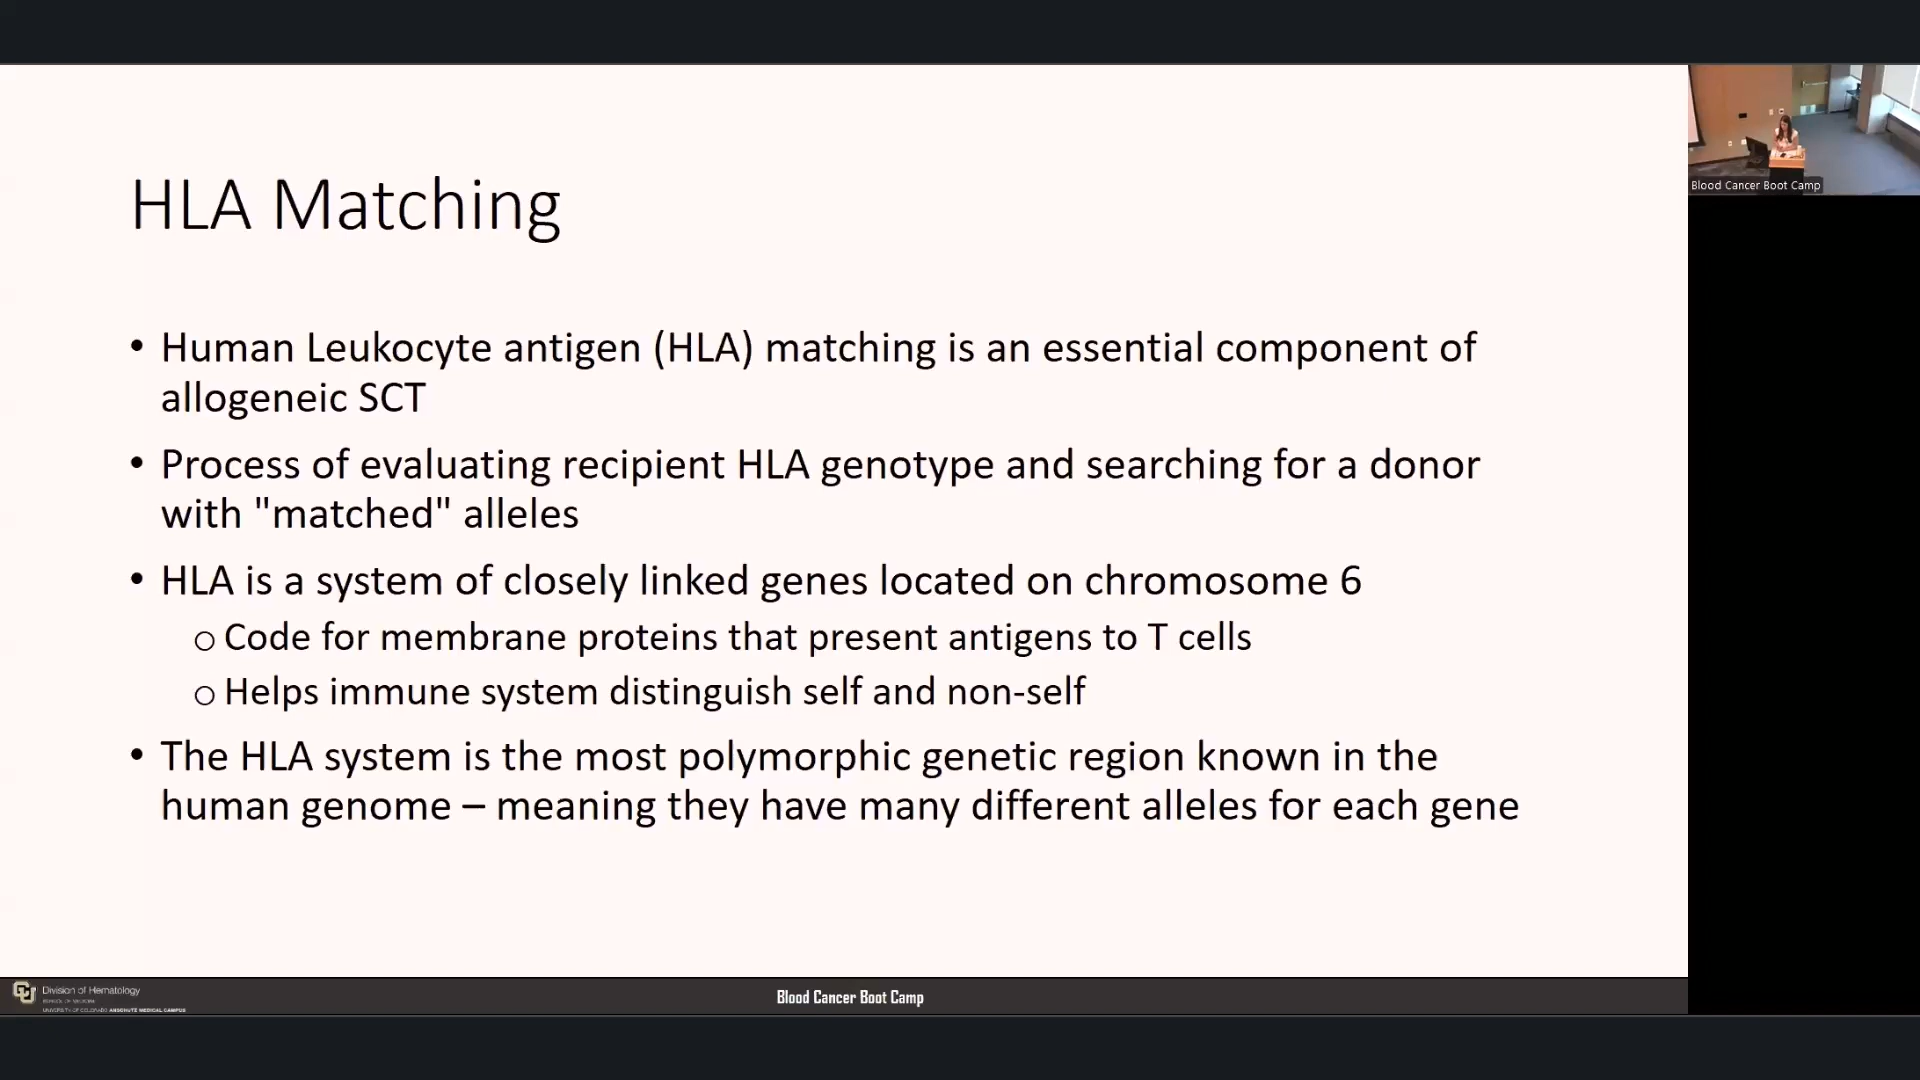 HLA Matching
• Human Leukocyte antigen (HLA) matching is an essential component of
allogeneic SCT
• Process of evaluating recipient HLA genotype and searching for a donor
with "matched" alleles
• HLA is a system of closely linked genes located on chromosome 6
o Code for membrane proteins that present antigens to T cells
o Helps immune system distinguish self and non-self
• The HLA system is the most polymorphic genetic region known in the
human genome – meaning they have many different alleles for each gene
Blood Cancer Boot Camp
Division of Hematology
SCHOOL OF MEDICINE
UNIVERSITY OF COLORADO ANSCHUTZ MEDICAL CAMPUS
Blood Cancer Boot Camp